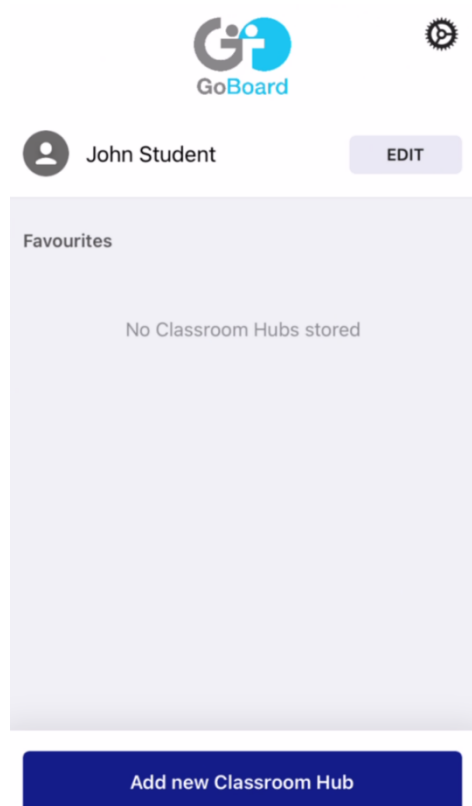 GoBoard
John Student
EDIT
Favourites
No Classroom Hubs stored
Add new Classroom Hub